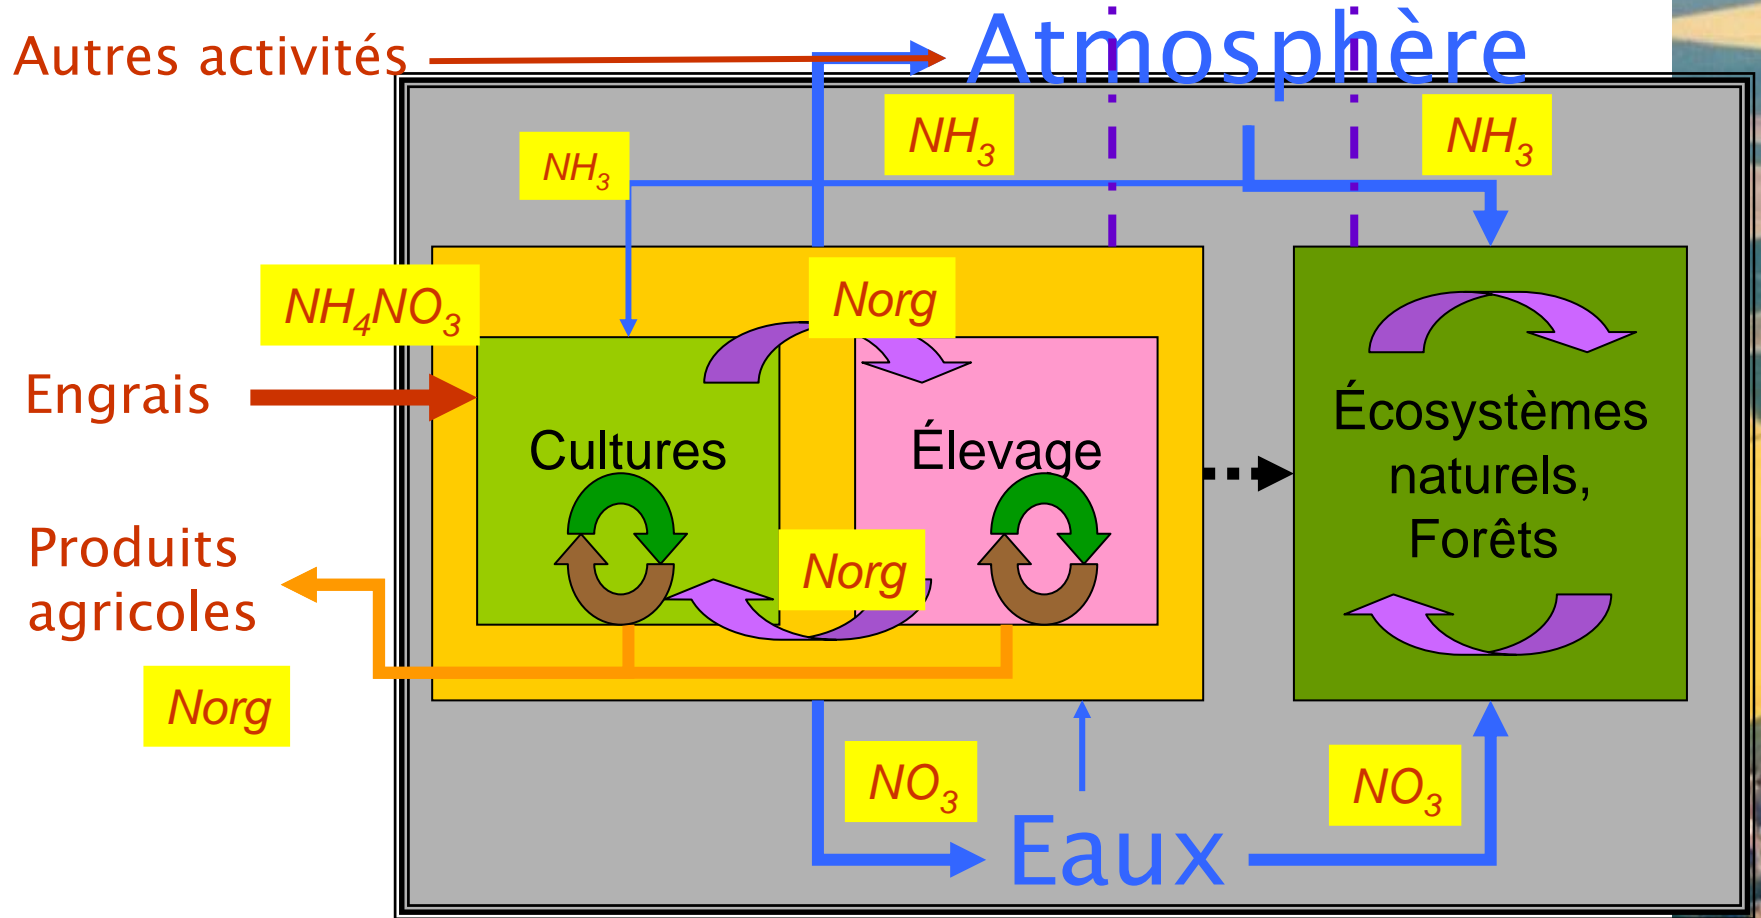 Autres activités
Atmosphère
NH3
NH3
NH3
NH4NO3
Norg
Engrais
Cultures
Élevage
Écosystèmes
naturels,
Forêts
Produits
agricoles
Norg
Norg
NO3
NO3
Eaux